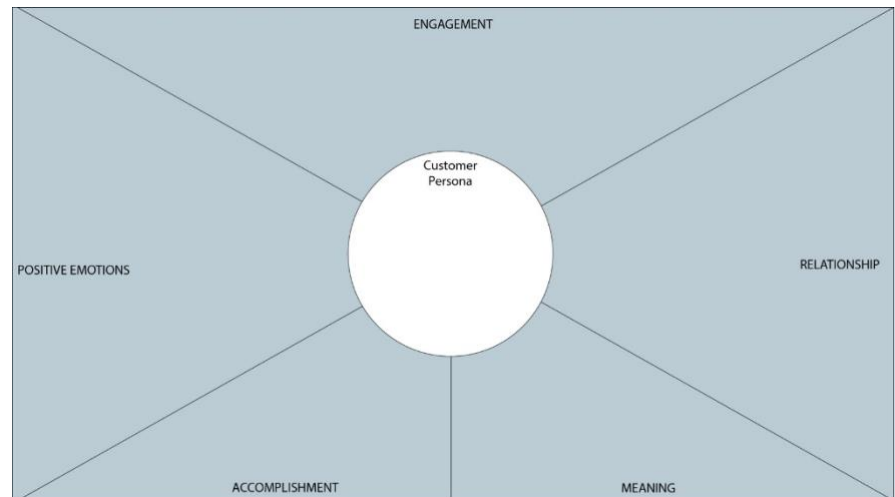 ENGAGEMENT
Customer
Persona
POSITIVE EMOTIONS
RELATIONSHIP
ACCOMPLISHMENT
MEANING